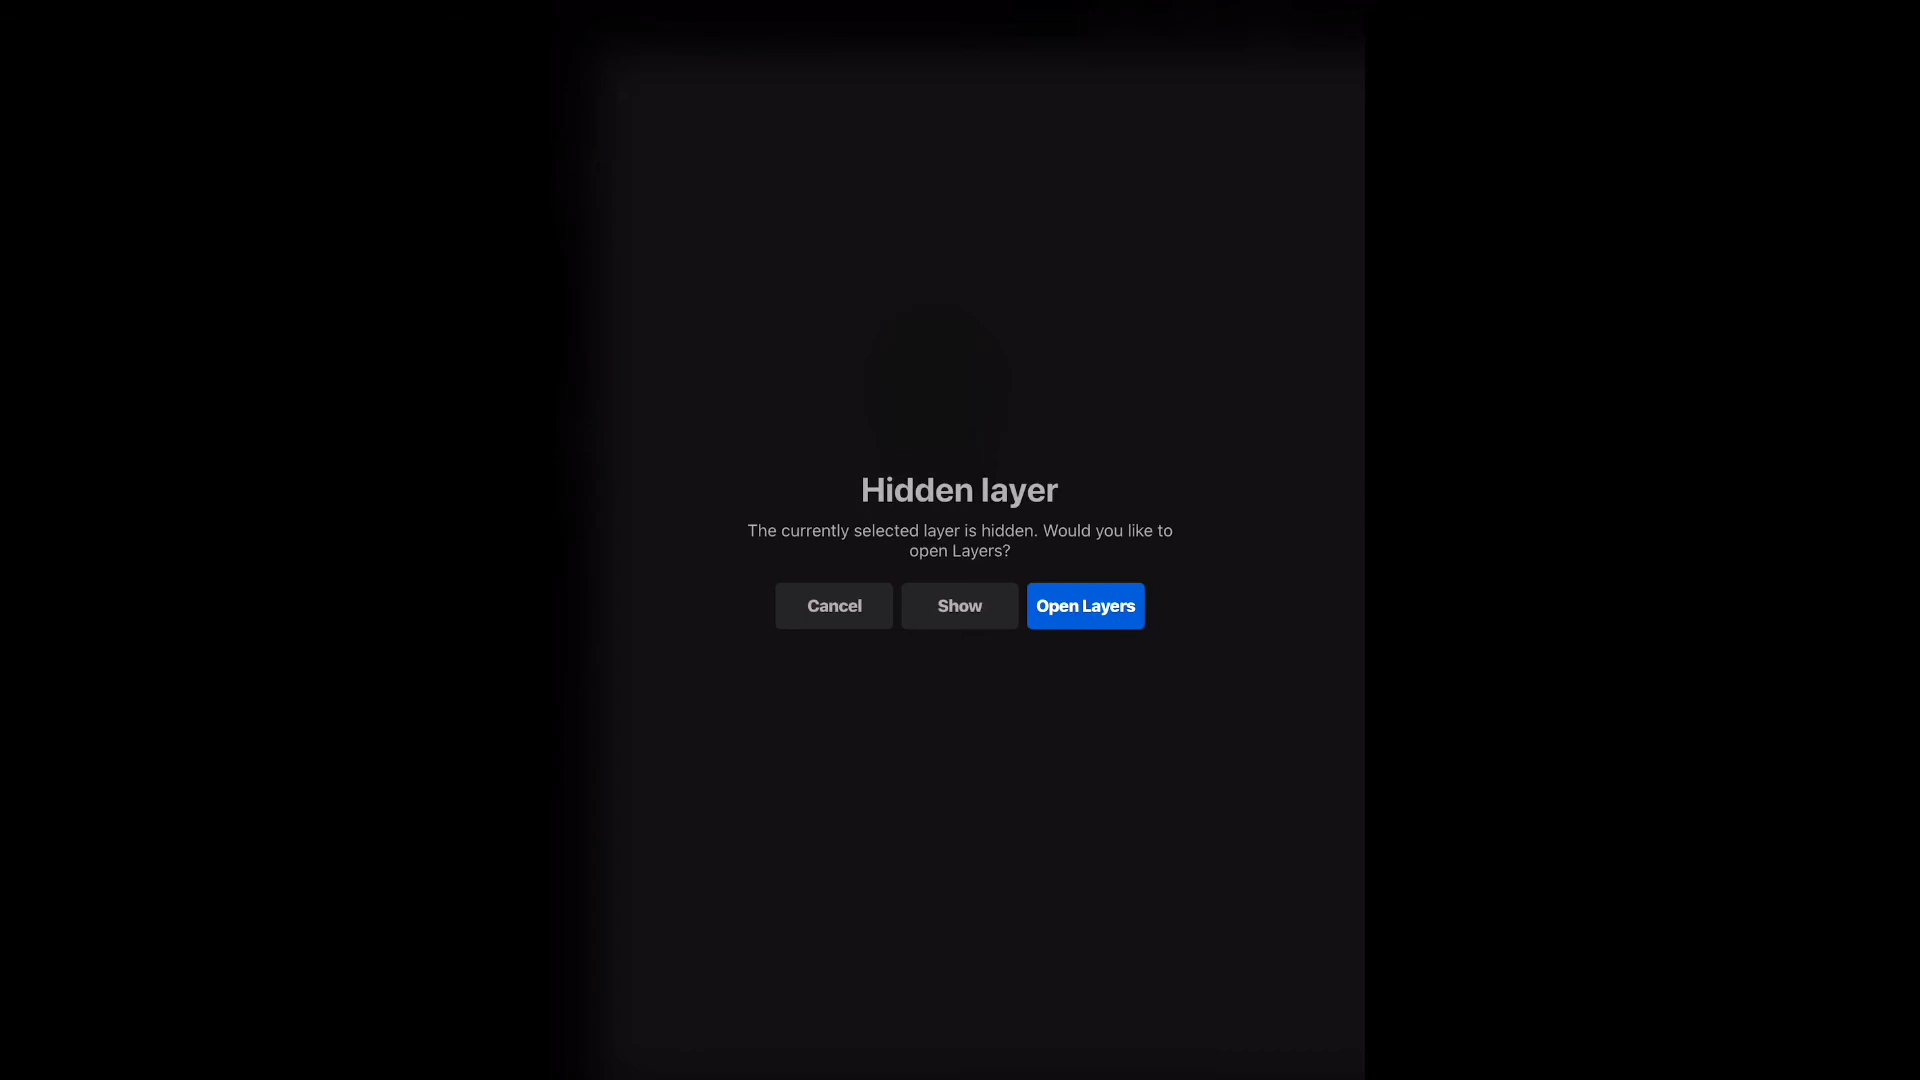 Hidden layer
The currently selected layer is hidden. Would you like to
open Layers?
Cancel Show Open Layers